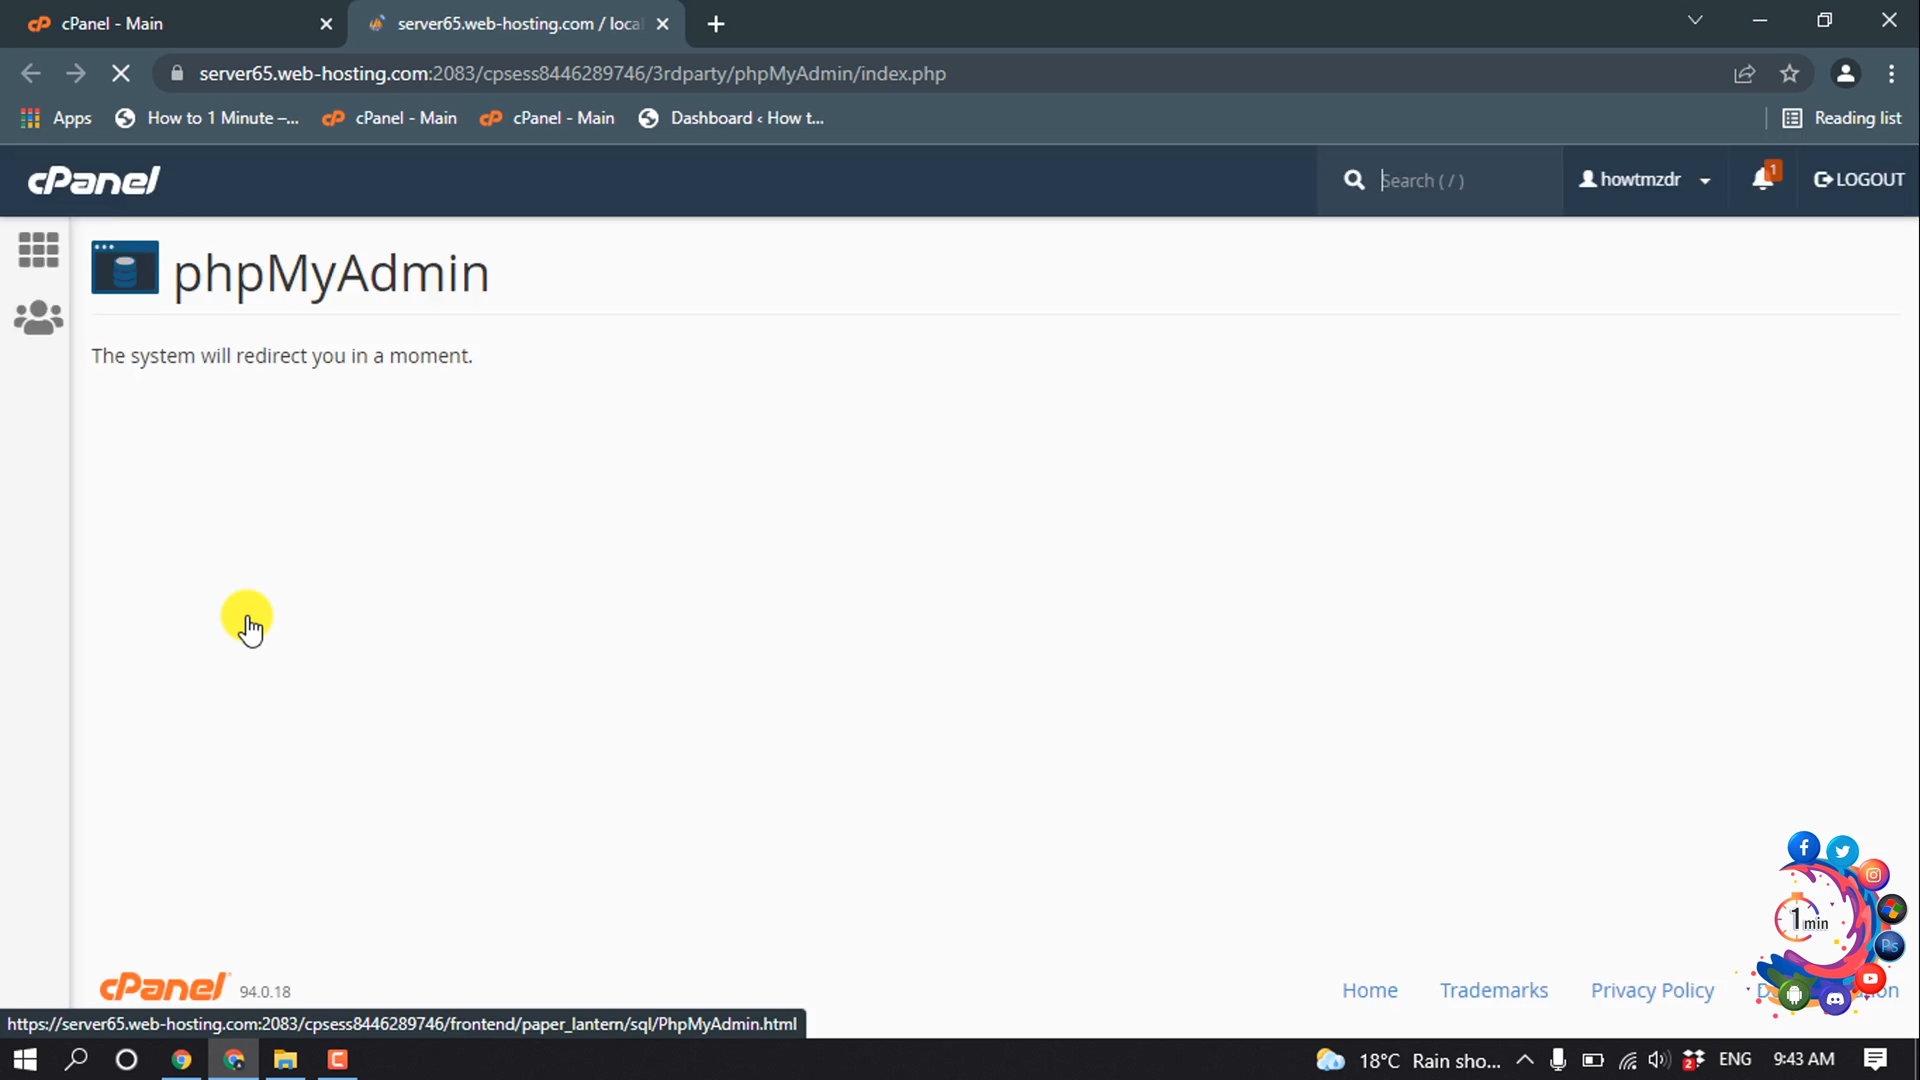 cPanel - Main
server65.web-hosting.com / loca
server65.web-hosting.com:2083/cpsess8446289746/3rdparty/phpMyAdmin/index.php
Apps
How to 1 Minute –...
cPanel - Main
cPanel - Main
Dashboard ‹ How t...
Reading list
cPanel
Search ( / )
howtmzdr
1
LOGOUT
phpMyAdmin
The system will redirect you in a moment.
1 min
Ps
cPanel 94.0.18
Home
Trademarks
Privacy Policy
https://server65.web-hosting.com:2083/cpsess8446289746/frontend/paper_lantern/sql/PhpMyAdmin.html
18°C Rain sho...
2
ENG
9:43 AM